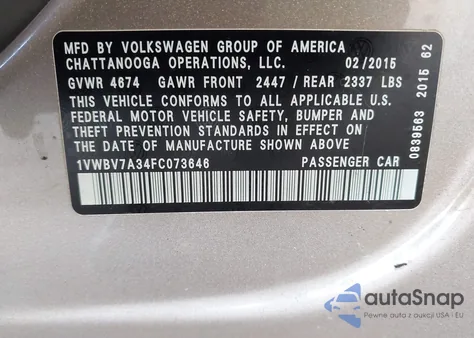 MFD BY VOLKSWAGEN GROUP OF AMERICA
CHATTANOOGA OPERATIONS, LLC. 02/2015
GVWR 4674 GAWR FRONT 2447 / REAR 2337 LBS
THIS VEHICLE CONFORMS TO ALL APPLICABLE U.S.
FEDERAL MOTOR VEHICLE SAFETY, BUMPER AND
THEFT PREVENTION STANDARDS IN EFFECT ON
THE DATE OF MANUFACTURE SHOWN ABOVE
1VWBV7A34FC073646 PASSENGER CAR
0839563 2015 62
autoSnap
Pewne auta z aukcji USA i EU